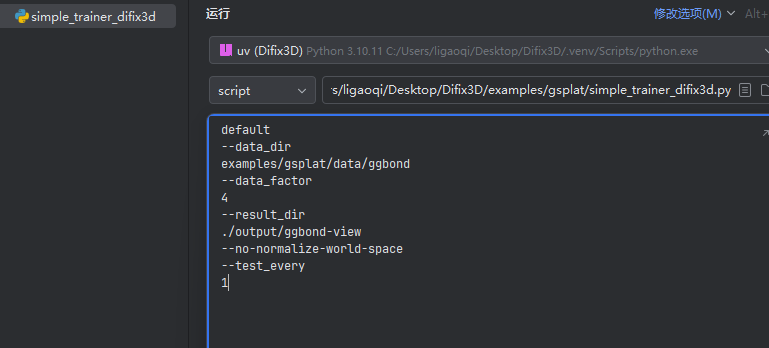 simple_trainer_difix3d
运行
修改选项(M)
Alt+
uv (Difix3D) Python 3.10.11 C:/Users/ligaoqi/Desktop/Difix3D/.venv/Scripts/python.exe
script
rs/ligaoqi/Desktop/Difix3D/examples/gsplat/simple_trainer_difix3d.py
default
--data_dir
examples/gsplat/data/ggbond
--data_factor
4
--result_dir
./output/ggbond-view
--no-normalize-world-space
--test_every
1